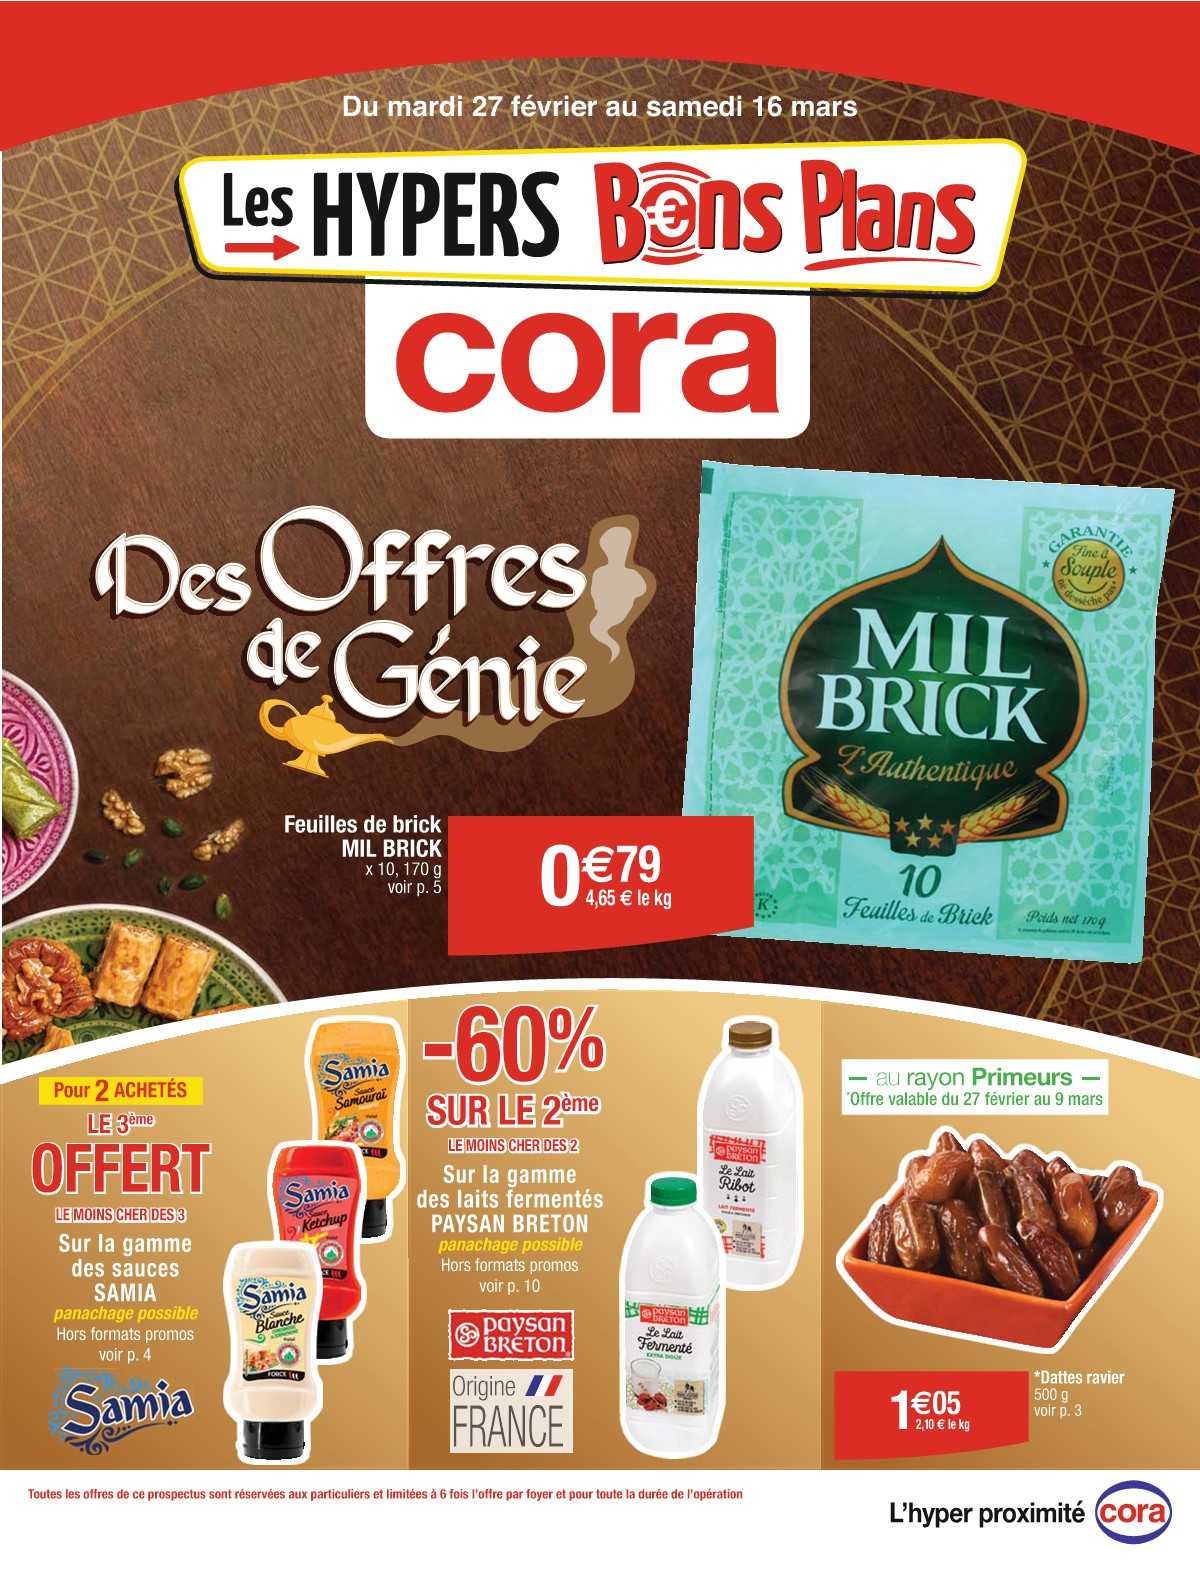 Du mardi 27 février au samedi 16 mars
Les HYPERS Bons Plans
cora
Des Offres
de Génie
GARANTIE
Fine &
Souple
ne dessèche pas
MIL
BRICK
L'Authentique
10
Feuilles de Brick
Poids net 170g
Feuilles de brick
MIL BRICK
x 10, 170 g
voir p. 5
0€79
4,65 € le kg
Pour 2 ACHETÉS
LE 3ème
OFFERT
LE MOINS CHER DES 3
Sur la gamme
des sauces
SAMIA
panachage possible
Hors formats promos
voir p. 4
Samia
Samia
Sauce
Samouraï
Samia
Sauce
Ketchup
Samia
Sauce
Blanche
-60%
SUR LE 2ème
LE MOINS CHER DES 2
Sur la gamme
des laits fermentés
PAYSAN BRETON
panachage possible
Hors formats promos
voir p. 10
paysan
BRETON
Origine
FRANCE
paysan
BRETON
Le Lait
Ribot
LAIT FERMENTÉ
paysan
BRETON
Le Lait
Fermenté
EXTRA DOUX
— au rayon Primeurs —
*Offre valable du 27 février au 9 mars
1€05
2,10 € le kg
*Dattes ravier
500 g
voir p. 3
Toutes les offres de ce prospectus sont réservées aux particuliers et limitées à 6 fois l'offre par foyer et pour toute la durée de l'opération
L'hyper proximité cora